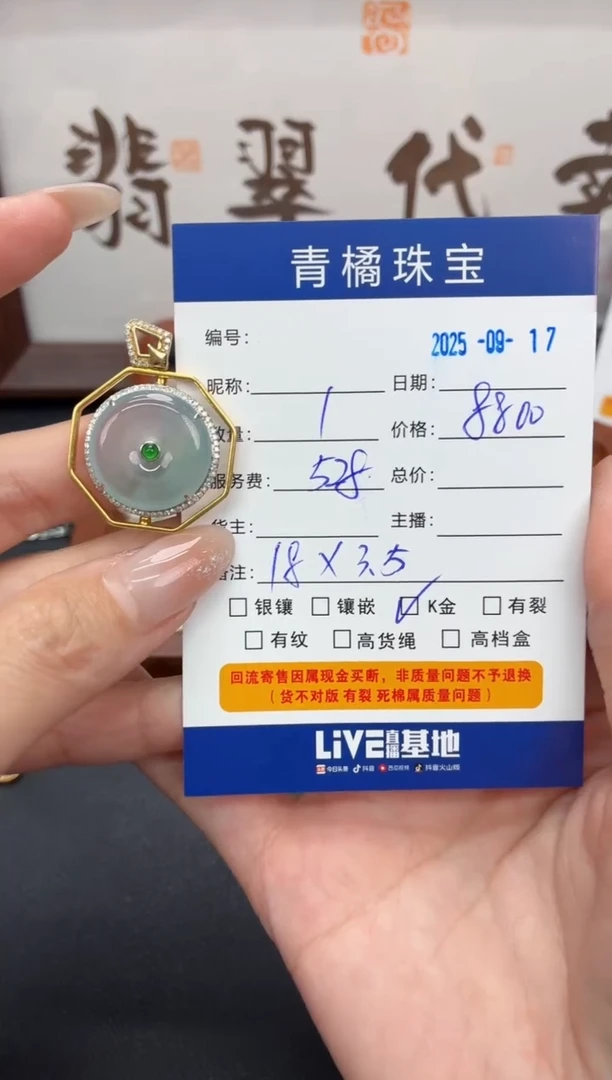 翡翠代
青橘珠宝
编号: 2025-09-17
昵称: 日期:
数量: 1 价格: 8800
服务费: 528 总价:
货主: 主播:
备注: 18×3.5
□银镶 □镶嵌 ☑K金 □有裂
□有纹 □高货绳 □高档盒
回流寄售因属现金买断,非质量问题不予退换
(货不对版 有裂 死棉属质量问题)
LIVE直播基地
今日头条 抖音 西瓜视频 抖音火山版